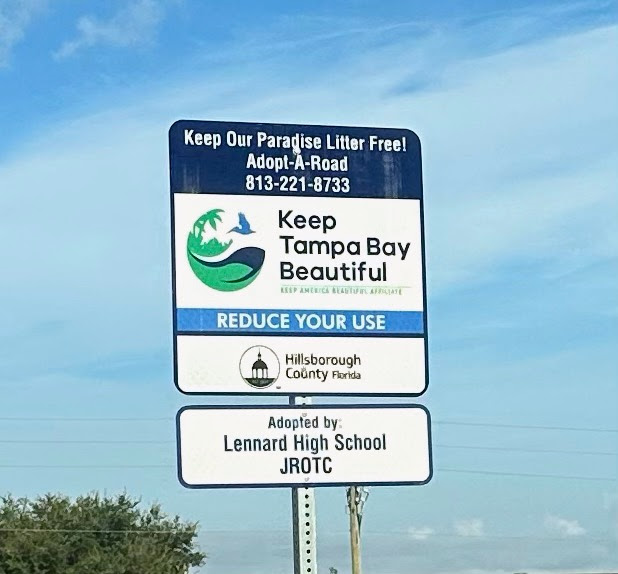 Keep Our Paradise Litter Free!
Adopt-A-Road
813-221-8733
Keep
Tampa Bay
Beautiful
KEEP AMERICA BEAUTIFUL AFFILIATE
REDUCE YOUR USE
Hillsborough
County Florida
Adopted by:
Lennard High School
JROTC